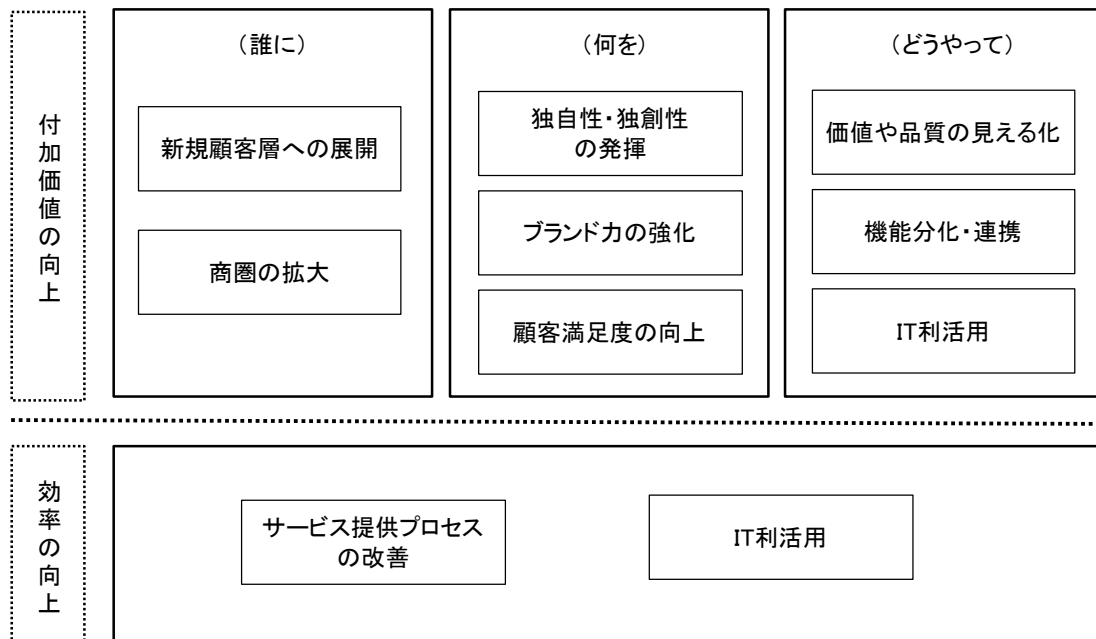 付加価値の向上
(誰に)
新規顧客層への展開
商圏の拡大
(何を)
独自性・独創性
の発揮
ブランド力の強化
顧客満足度の向上
(どうやって)
価値や品質の見える化
機能分化・連携
IT利活用
効率の向上
サービス提供プロセス
の改善
IT利活用